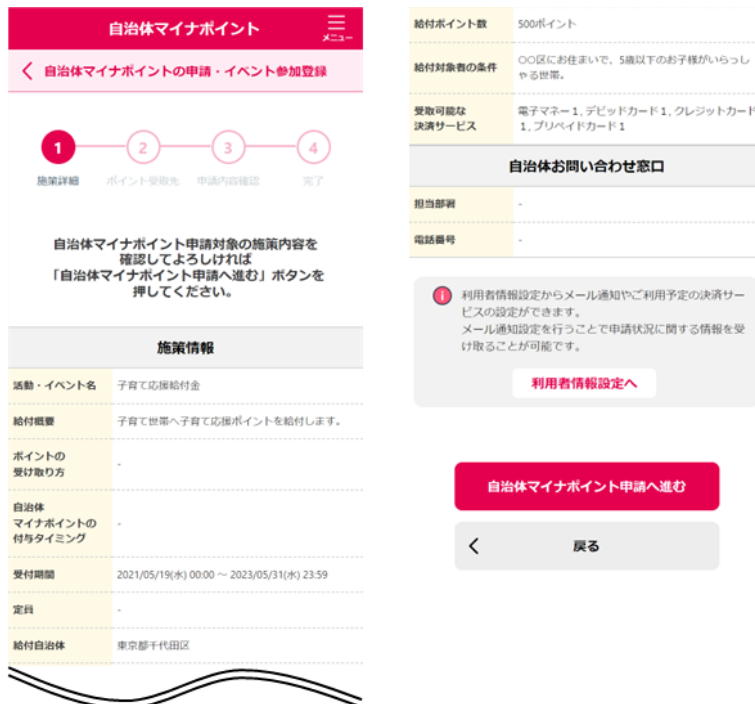 自治体マイナポイント
メニュー
自治体マイナポイントの申請・イベント参加登録
1
2
3
4
施策詳細
ポイント受取先
申請内容確認
完了
自治体マイナポイント申請対象の施策内容を
確認してよろしければ
「自治体マイナポイント申請へ進む」ボタンを
押してください。
施策情報
活動・イベント名 子育て応援給付金
給付概要 子育て世帯へ子育て応援ポイントを給付します。
ポイントの
受け取り方 -
自治体
マイナポイントの -
付与タイミング
受付期間 2021/05/19(水) 00:00 ~ 2023/05/31(水) 23:59
定員 -
給付自治体 東京都千代田区
給付ポイント数 500ポイント
給付対象者の条件 〇〇区にお住まいで、5歳以下のお子様がいらっし
ゃる世帯。
受取可能な 電子マネー1, デビッドカード1, クレジットカード
決済サービス 1, プリペイドカード1
自治体お問い合わせ窓口
担当部署 -
電話番号 -
利用者情報設定からメール通知やご利用予定の決済サー
ビスの設定ができます。
メール通知設定を行うことで申請状況に関する情報を受
け取ることが可能です。
利用者情報設定へ
自治体マイナポイント申請へ進む
戻る